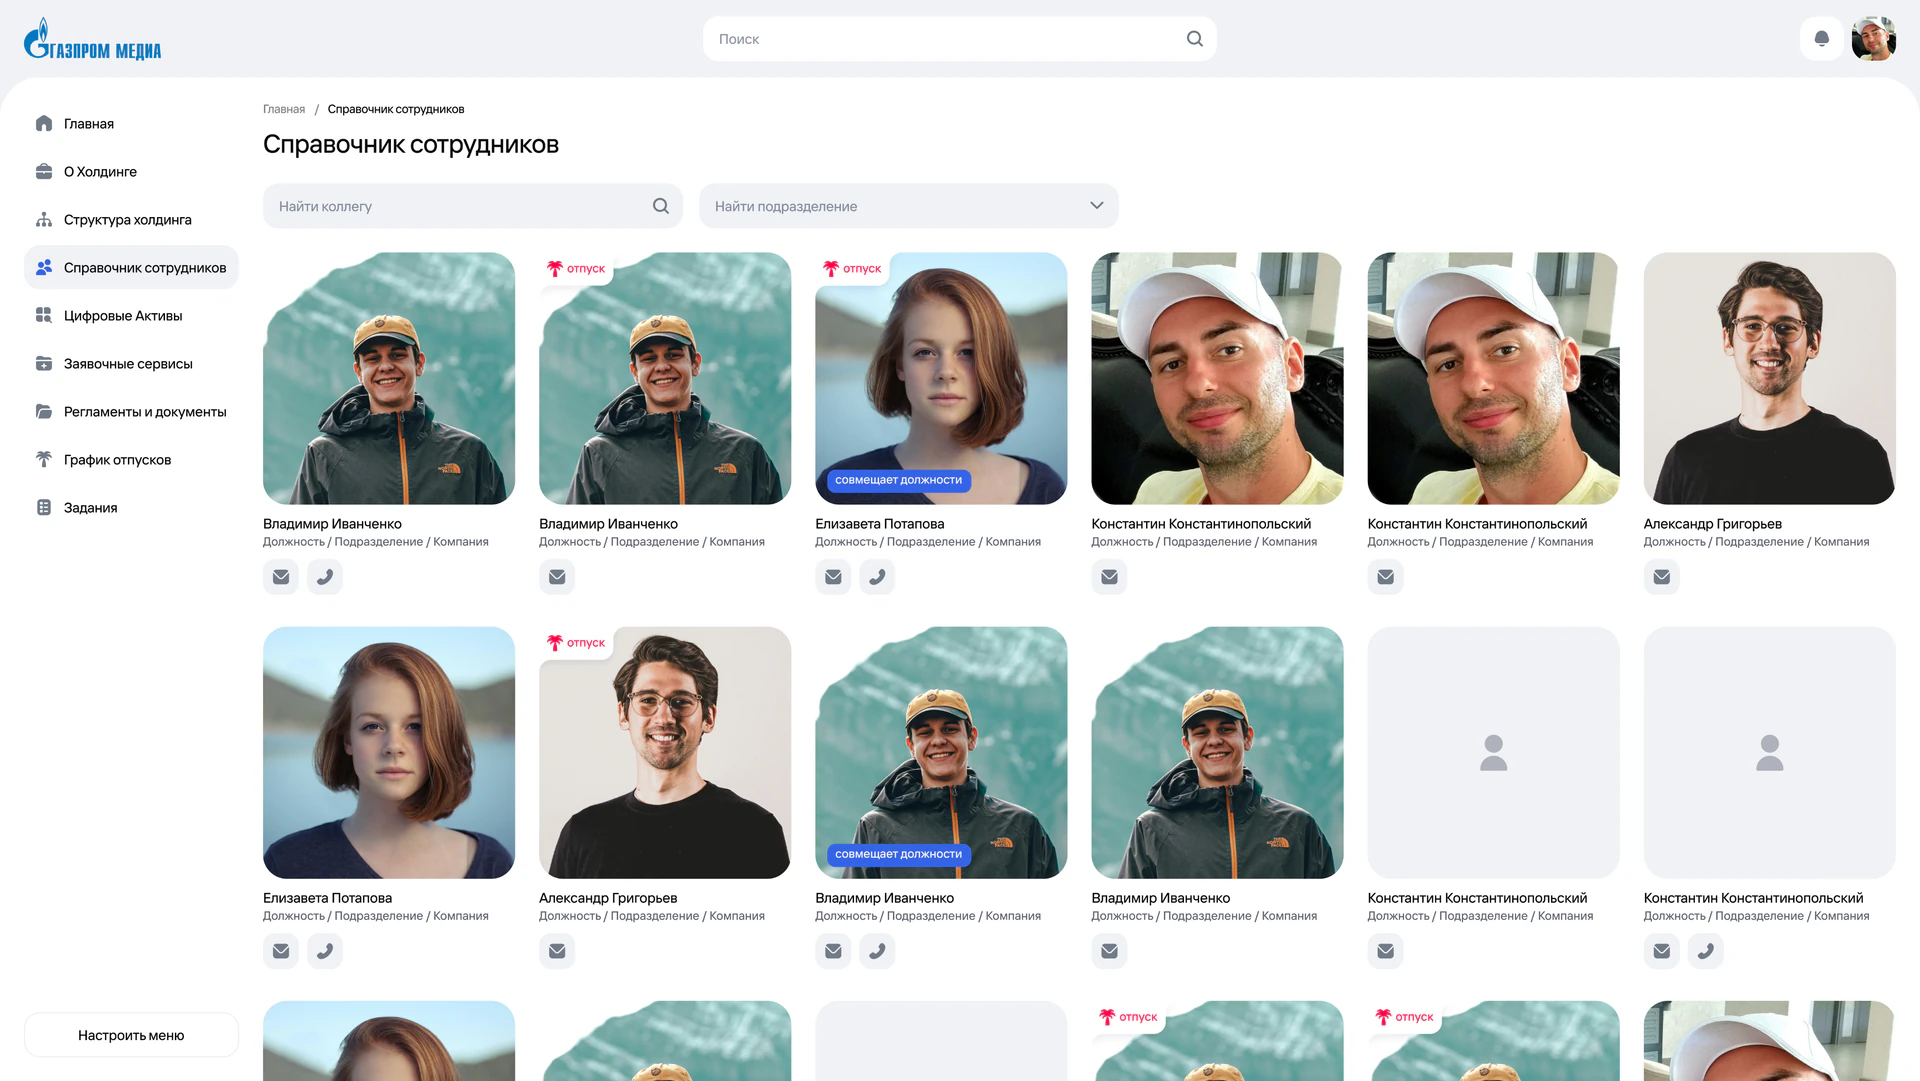 ГАЗПРОМ МЕДИА
Поиск
Главная
О Холдинге
Структура холдинга
Справочник сотрудников
Цифровые Активы
Заявочные сервисы
Регламенты и документы
График отпусков
Задания
Настроить меню
Главная / Справочник сотрудников
Справочник сотрудников
Найти коллегу
Найти подразделение
Владимир Иванченко
Должность / Подразделение / Компания
отпуск
Владимир Иванченко
Должность / Подразделение / Компания
отпуск
совмещает должности
Елизавета Потапова
Должность / Подразделение / Компания
Константин Константинопольский
Должность / Подразделение / Компания
Константин Константинопольский
Должность / Подразделение / Компания
Александр Григорьев
Должность / Подразделение / Компания
Елизавета Потапова
Должность / Подразделение / Компания
отпуск
Александр Григорьев
Должность / Подразделение / Компания
совмещает должности
Владимир Иванченко
Должность / Подразделение / Компания
Владимир Иванченко
Должность / Подразделение / Компания
Константин Константинопольский
Должность / Подразделение / Компания
Константин Константинопольский
Должность / Подразделение / Компания
отпуск
отпуск